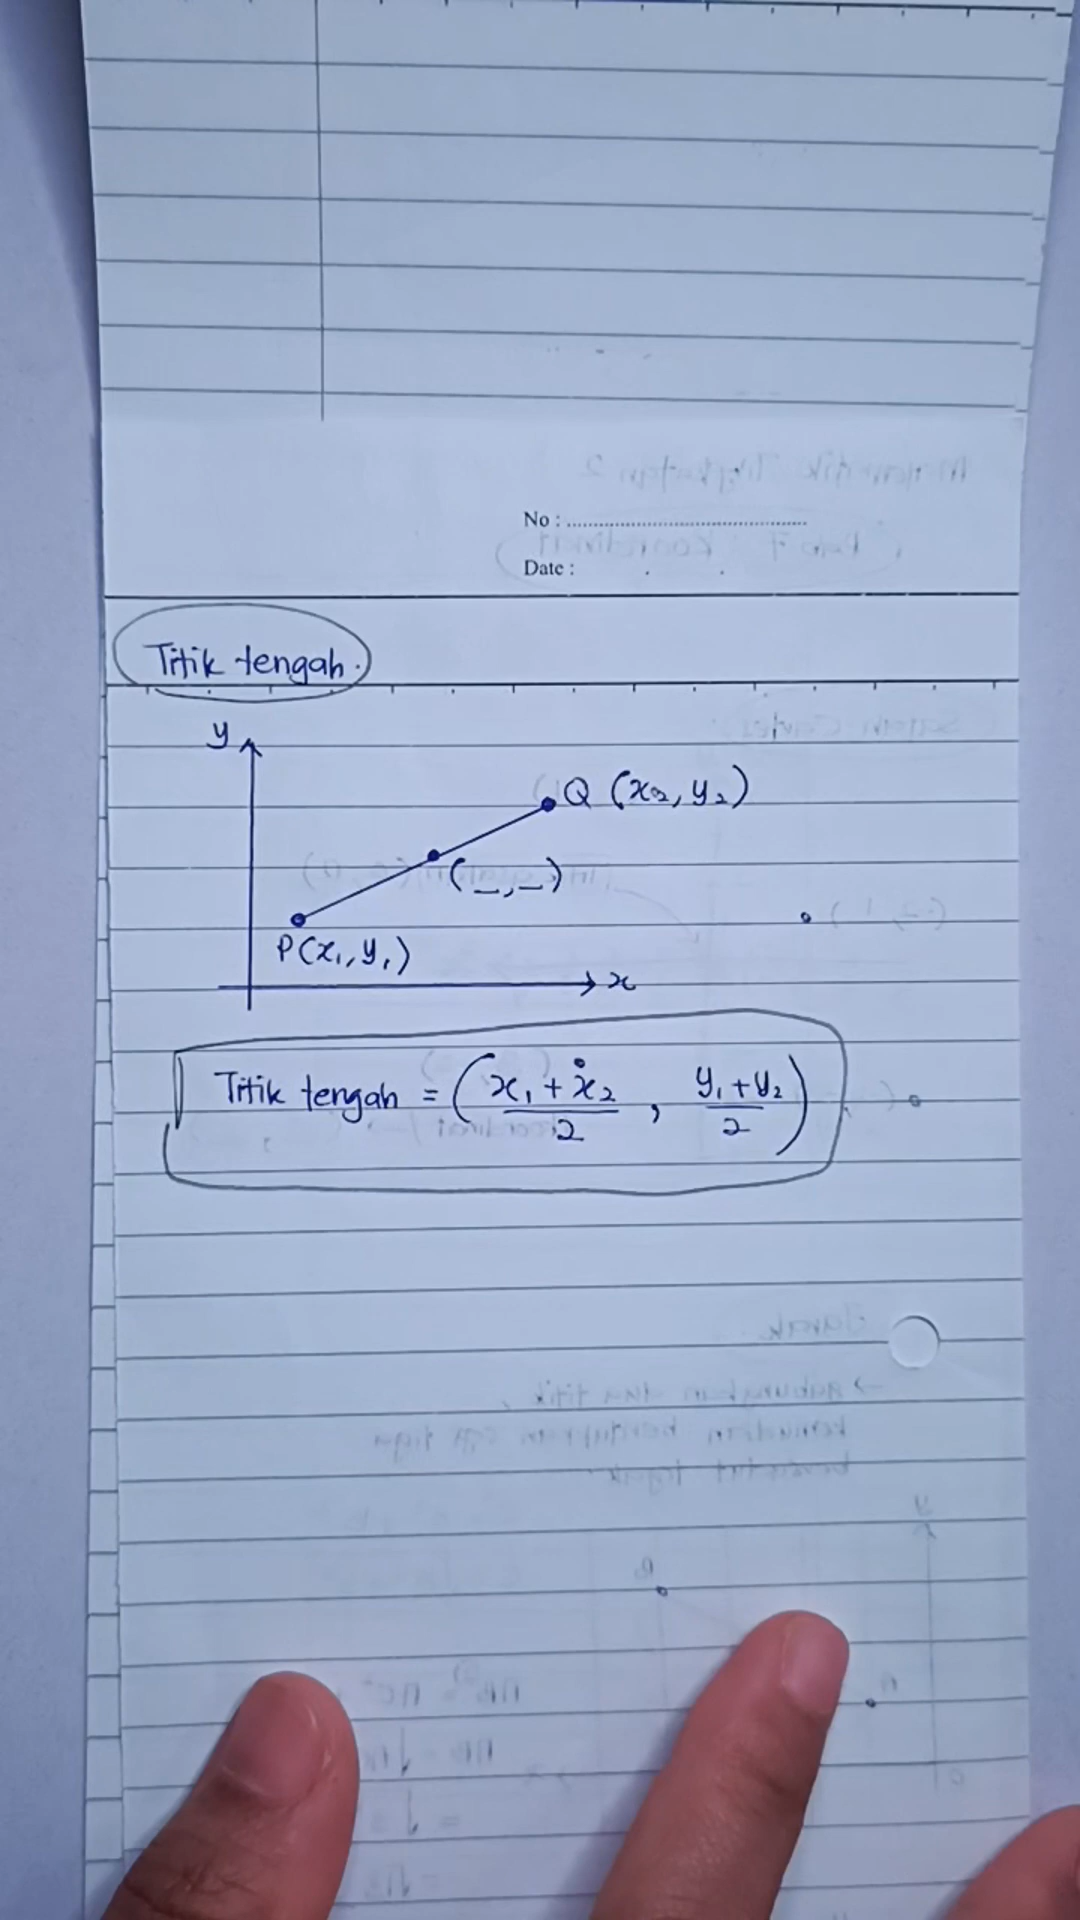 No : ................................................
Date :
Titik tengah.
y
Q (x₂, y₂)
(_,_)
P(x₁, y₁)
x
Titik tengah = (x₁ + x₂ / 2 , y₁ + y₂ / 2)